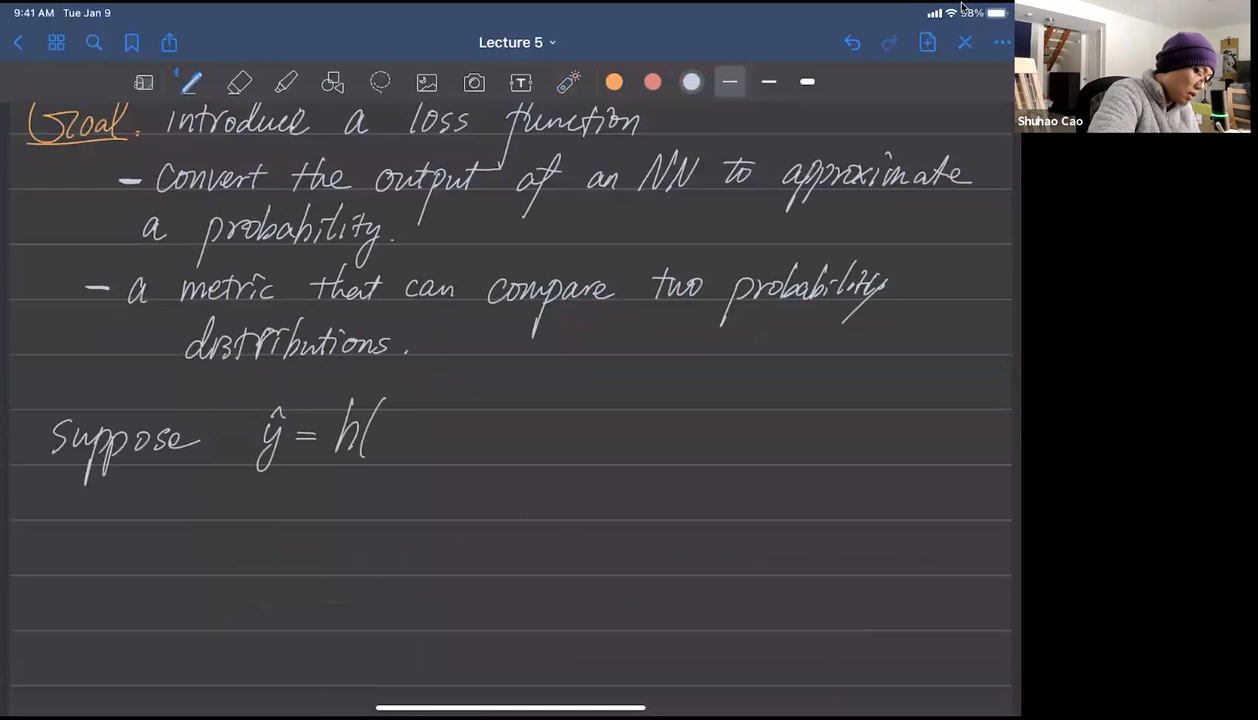 9:41 AM Tue Jan 9
98%
Lecture 5
Shuhao Cao
Goal: introduce a loss function
- Convert the output of an NN to approximate
a probability.
- a metric that can compare two probability
distributions.
Suppose ŷ = h(